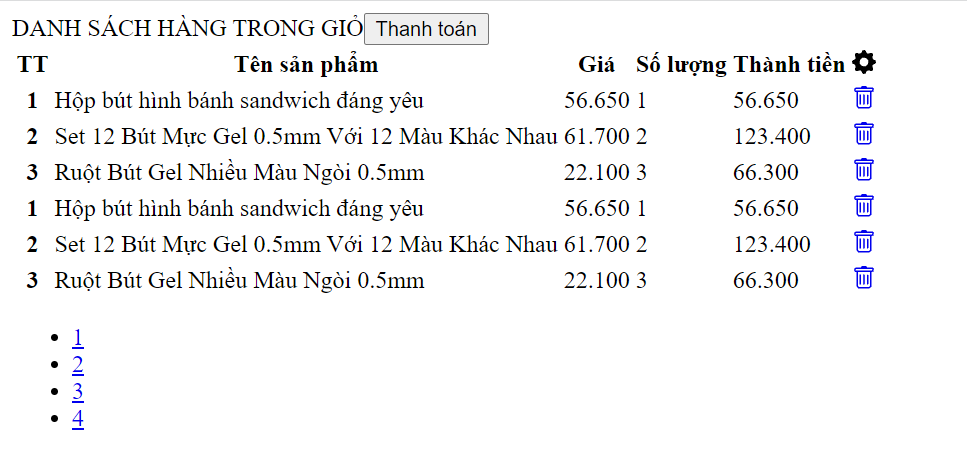 DANH SÁCH HÀNG TRONG GIỎ Thanh toán
TT Tên sản phẩm Giá Số lượng Thành tiền
1 Hộp bút hình bánh sandwich đáng yêu 56.650 1 56.650
2 Set 12 Bút Mực Gel 0.5mm Với 12 Màu Khác Nhau 61.700 2 123.400
3 Ruột Bút Gel Nhiều Màu Ngòi 0.5mm 22.100 3 66.300
1 Hộp bút hình bánh sandwich đáng yêu 56.650 1 56.650
2 Set 12 Bút Mực Gel 0.5mm Với 12 Màu Khác Nhau 61.700 2 123.400
3 Ruột Bút Gel Nhiều Màu Ngòi 0.5mm 22.100 3 66.300
1
2
3
4